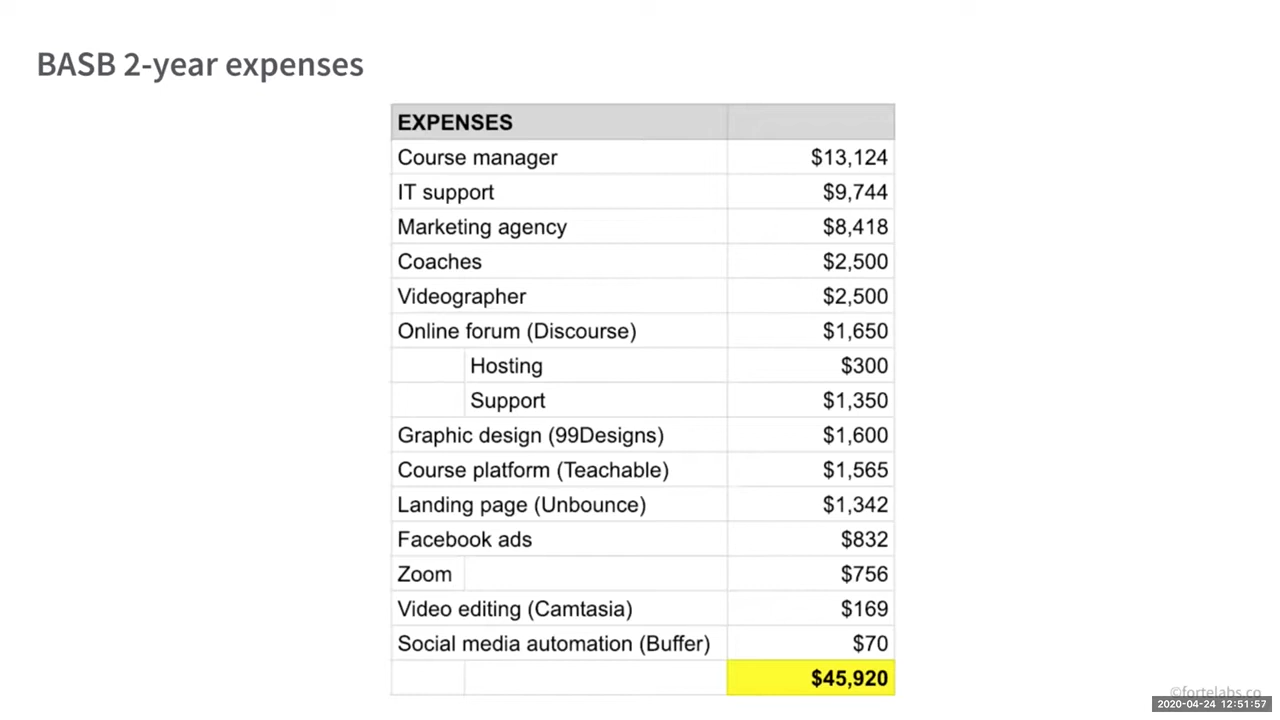 BASB 2-year expenses
EXPENSES
Course manager $13,124
IT support $9,744
Marketing agency $8,418
Coaches $2,500
Videographer $2,500
Online forum (Discourse) $1,650
Hosting $300
Support $1,350
Graphic design (99Designs) $1,600
Course platform (Teachable) $1,565
Landing page (Unbounce) $1,342
Facebook ads $832
Zoom $756
Video editing (Camtasia) $169
Social media automation (Buffer) $70
$45,920
©fortelabs.co
2020-04-24 12:51:57